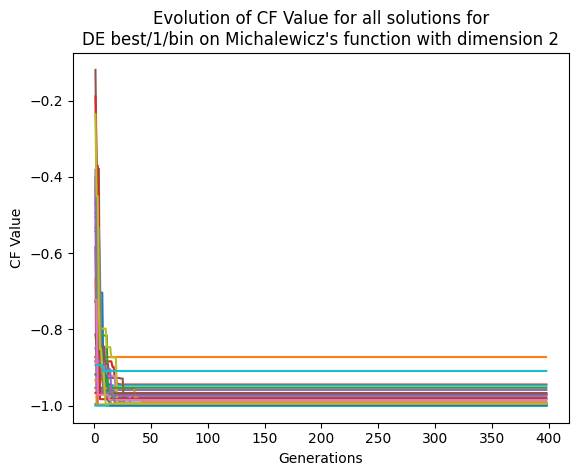 Evolution of CF Value for all solutions for
DE best/1/bin on Michalewicz's function with dimension 2
CF Value
−0.2
−0.4
−0.6
−0.8
−1.0
0 50 100 150 200 250 300 350 400
Generations